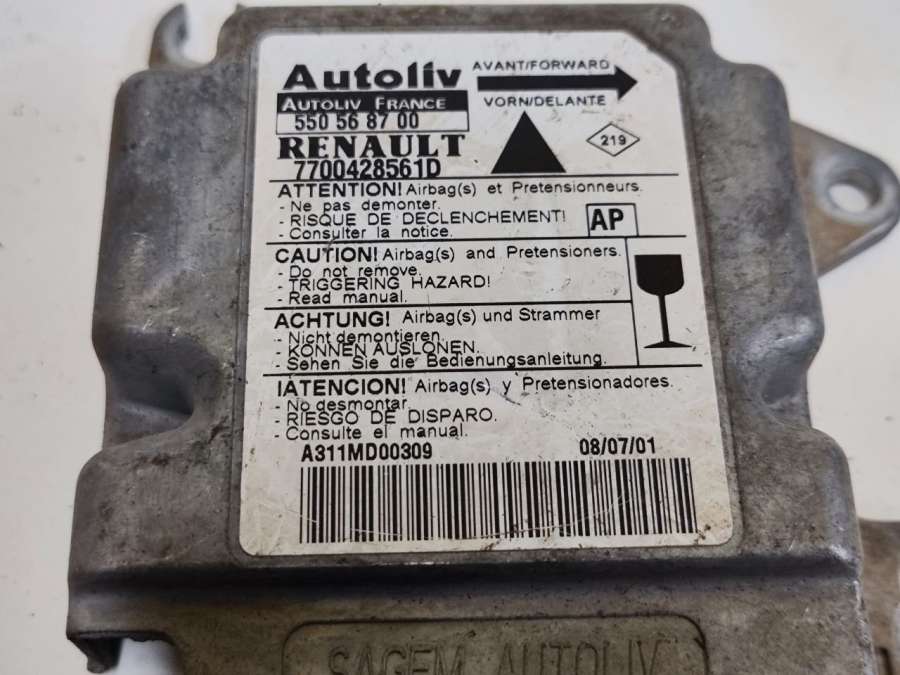 Autoliv
AUTOLIV FRANCE
550 56 87 00
RENAULT
7700428561D
AVANT/FORWARD
VORN/DELANTE
219
ATTENTION! Airbag(s) et Pretensionneurs.
- Ne pas demonter.
- RISQUE DE DECLENCHEMENT!
- Consulter la notice.
AP
CAUTION! Airbag(s) and Pretensioners.
- Do not remove.
- TRIGGERING HAZARD!
- Read manual.
ACHTUNG! Airbag(s) und Strammer
- Nicht demontieren.
- KONNEN AUSLONEN.
- Sehen Sie die Bedienungsanleitung.
¡ATENCION! Airbag(s) y Pretensionadores.
- No desmontar
- RIESGO DE DISPARO.
- Consulte el manual.
A311MD00309 08/07/01
SAGEM AUTOLIV